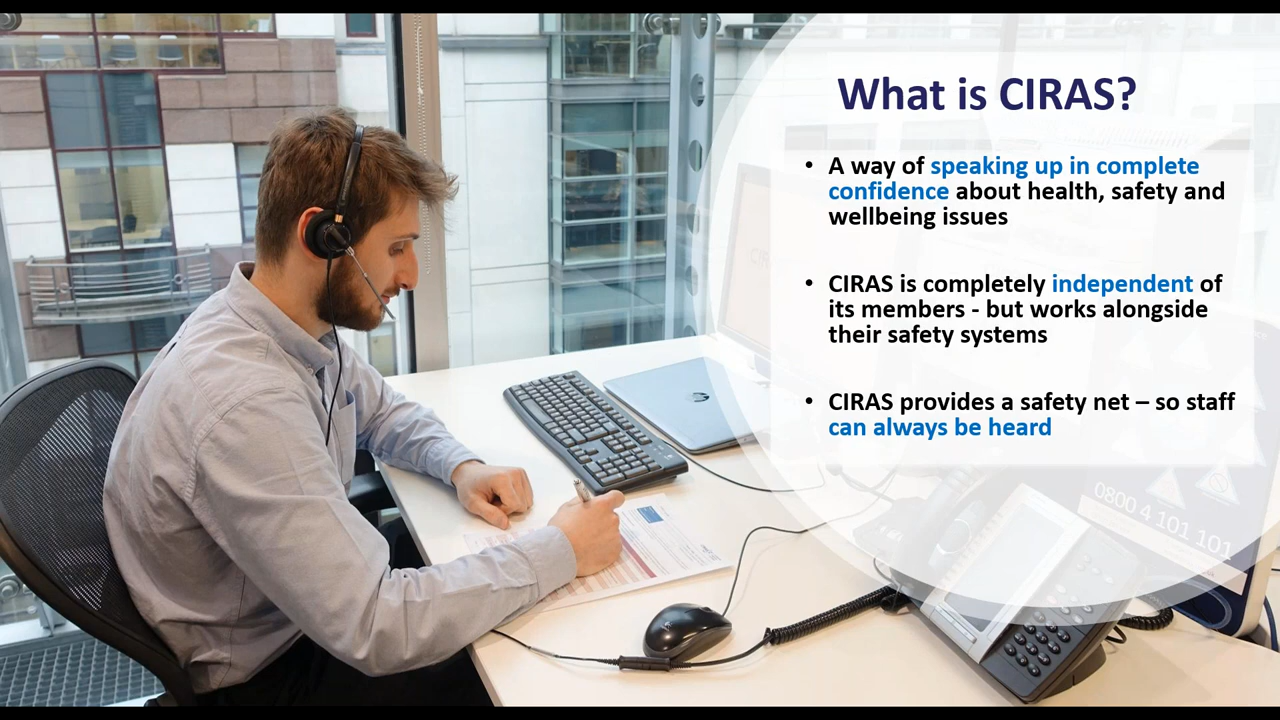 What is CIRAS?
• A way of speaking up in complete
confidence about health, safety and
wellbeing issues
• CIRAS is completely independent of
its members - but works alongside
their safety systems
• CIRAS provides a safety net – so staff
can always be heard
0800 4 101 101
hp